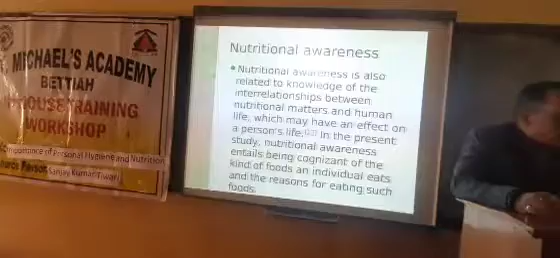 MICHAEL'S ACADEMY
BETTIAH
HOUSE TRAINING
WORKSHOP
Importance of Personal Hygiene and Nutrition
Person Sanjay Kumar Tiwari
Nutritional awareness
• Nutritional awareness is also
related to knowledge of the
interrelationships between
nutritional matters and human
life, which may have an effect on
a person's life. In the present
study, nutritional awareness
entails being cognizant of the
kind of foods an individual eats
and the reasons for eating such
foods.